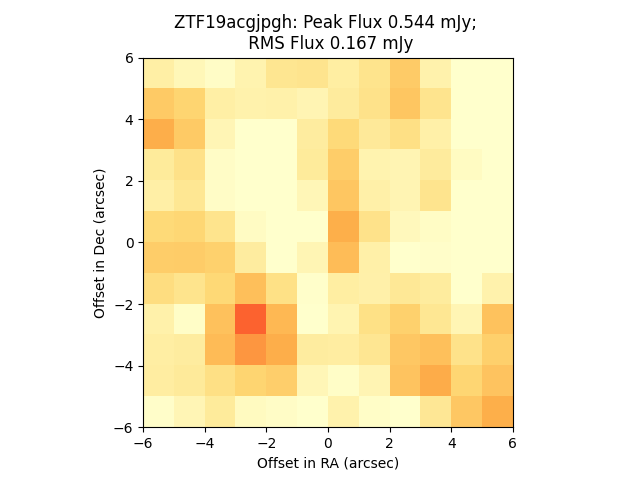 ZTF19acgjpgh: Peak Flux 0.544 mJy;
RMS Flux 0.167 mJy
6
4
2
0
−2
−4
−6
Offset in Dec (arcsec)
−6 −4 −2 0 2 4 6
Offset in RA (arcsec)